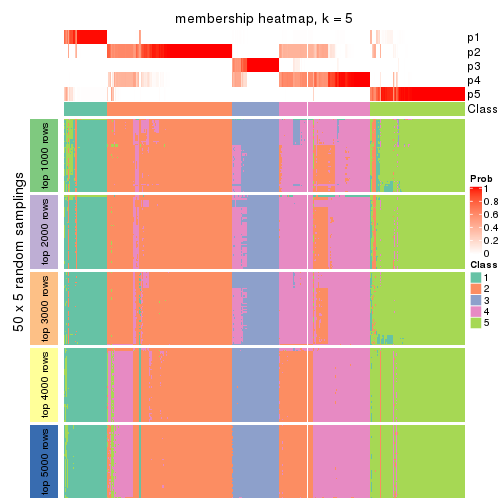 membership heatmap, k = 5
p1
p2
p3
p4
p5
Class
50 x 5 random samplings
top 1000 rows
top 2000 rows
top 3000 rows
top 4000 rows
top 5000 rows
Prob
1
0.8
0.6
0.4
0.2
0
Class
1
2
3
4
5